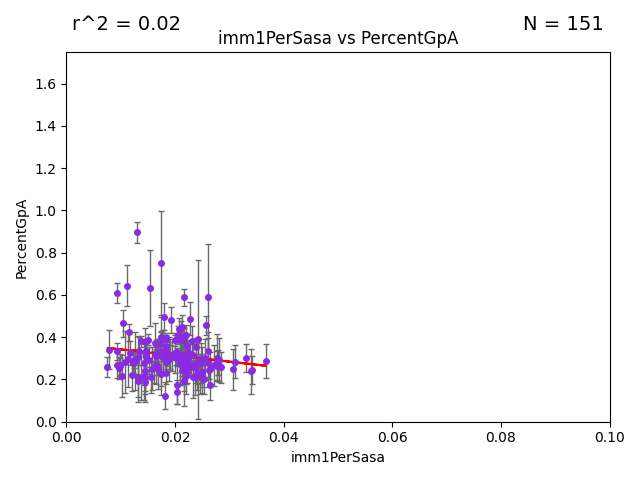 r^2 = 0.02
N = 151
imm1PerSasa vs PercentGpA
PercentGpA
1.6
1.4
1.2
1.0
0.8
0.6
0.4
0.2
0.0
0.00 0.02 0.04 0.06 0.08 0.10
imm1PerSasa